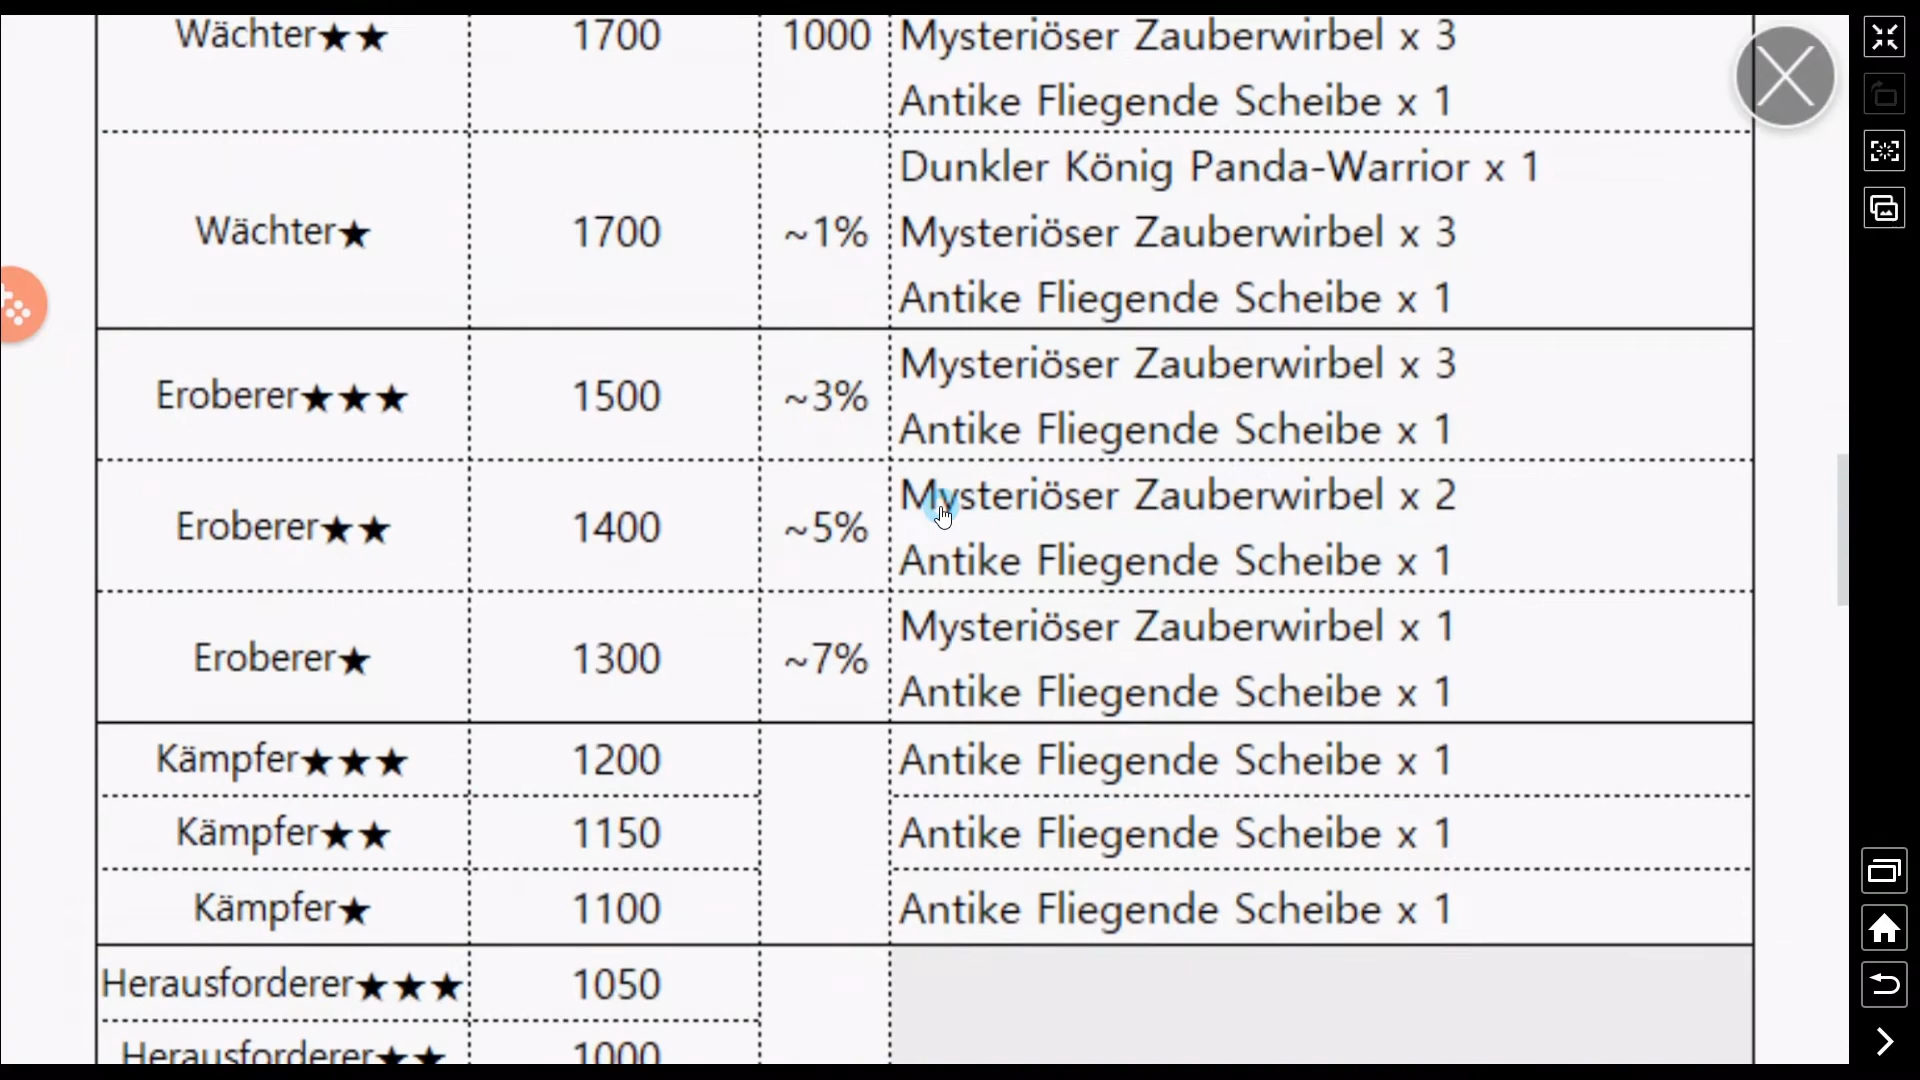 Wächter★★ 1700 1000 Mysteriöser Zauberwirbel x 3
Antike Fliegende Scheibe x 1
Dunkler König Panda-Warrior x 1
Wächter★ 1700 ~1% Mysteriöser Zauberwirbel x 3
Antike Fliegende Scheibe x 1
Mysteriöser Zauberwirbel x 3
Eroberer★★★ 1500 ~3%
Antike Fliegende Scheibe x 1
Mysteriöser Zauberwirbel x 2
Eroberer★★ 1400 ~5%
Antike Fliegende Scheibe x 1
Mysteriöser Zauberwirbel x 1
Eroberer★ 1300 ~7%
Antike Fliegende Scheibe x 1
Kämpfer★★★ 1200 Antike Fliegende Scheibe x 1
Kämpfer★★ 1150 Antike Fliegende Scheibe x 1
Kämpfer★ 1100 Antike Fliegende Scheibe x 1
Herausforderer★★★ 1050
Herausforderer★★ 1000